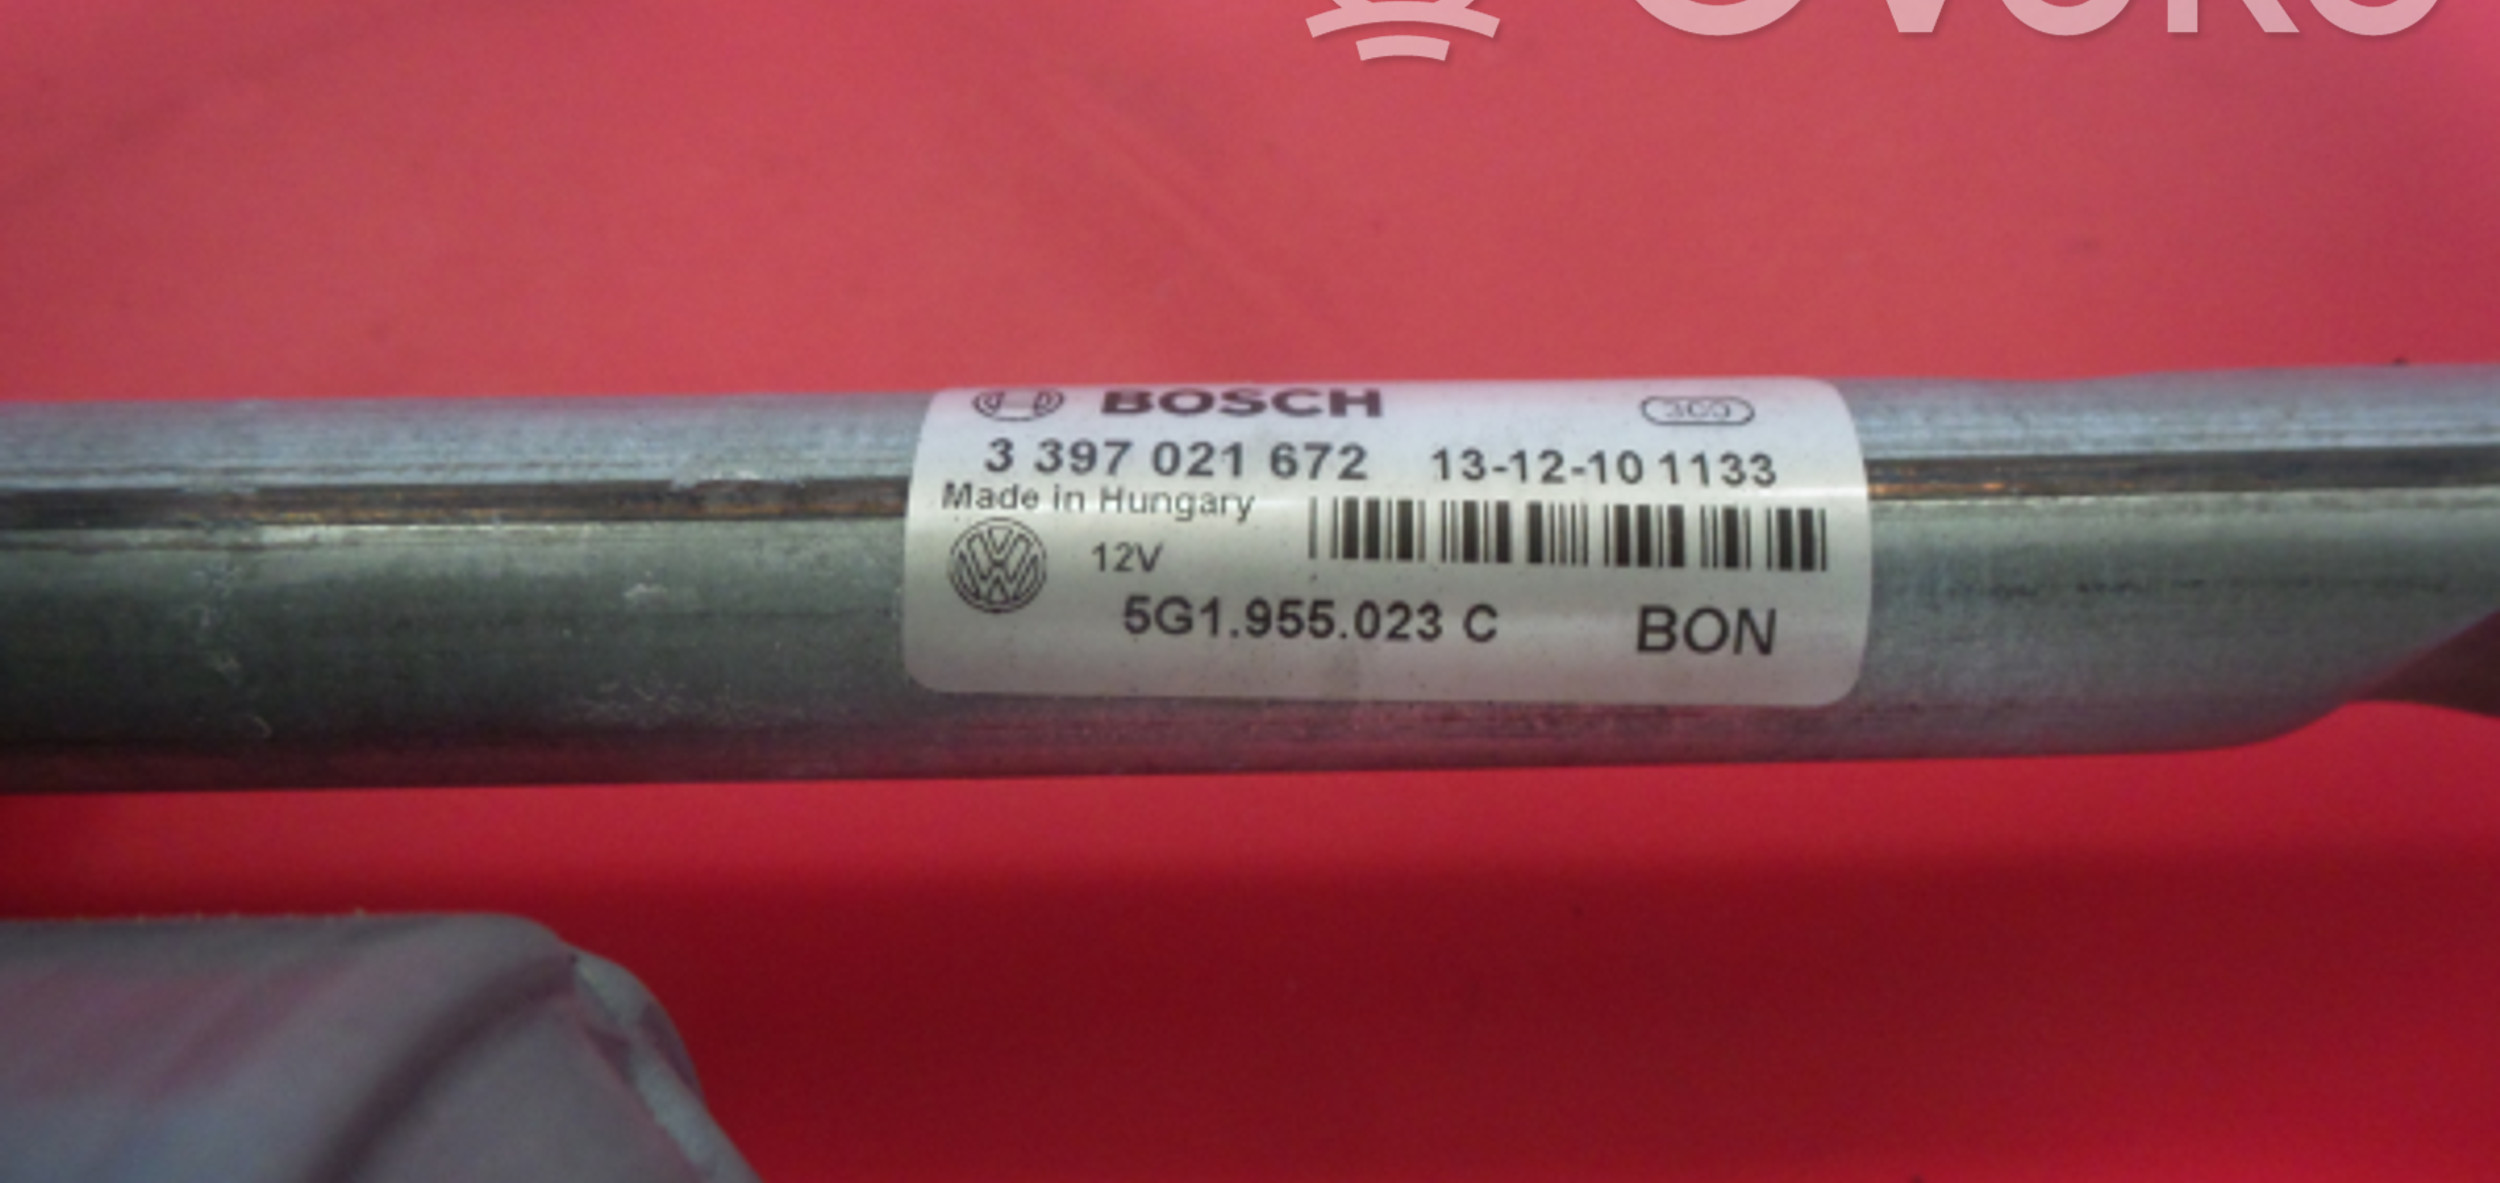 BOSCH
3 397 021 672 13-12-10 1133
Made in Hungary
12V
5G1.955.023 C BON